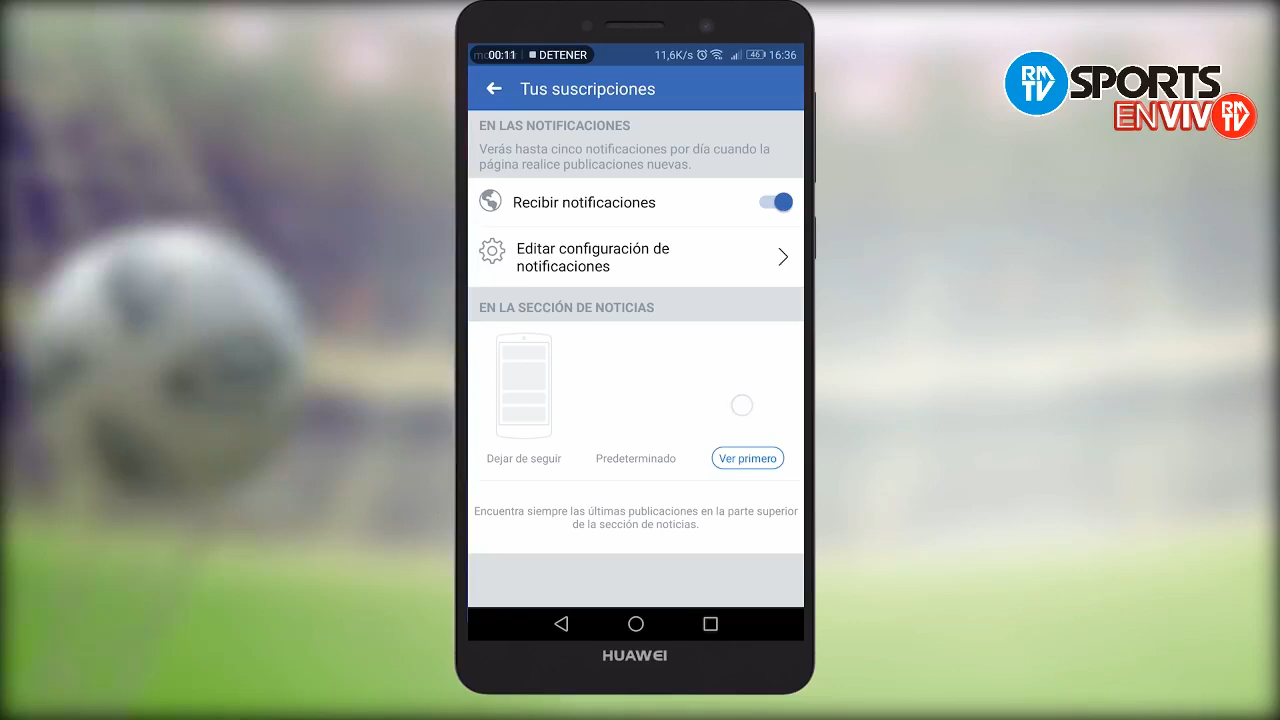 00:11 DETENER 11,6K/s 46 16:36
Tus suscripciones
EN LAS NOTIFICACIONES
Verás hasta cinco notificaciones por día cuando la
página realice publicaciones nuevas.
Recibir notificaciones
Editar configuración de
notificaciones
EN LA SECCIÓN DE NOTICIAS
Dejar de seguir Predeterminado Ver primero
Encuentra siempre las últimas publicaciones en la parte superior
de la sección de noticias.
HUAWEI
RM
TV
SPORTS
EN VIV
RM
TV